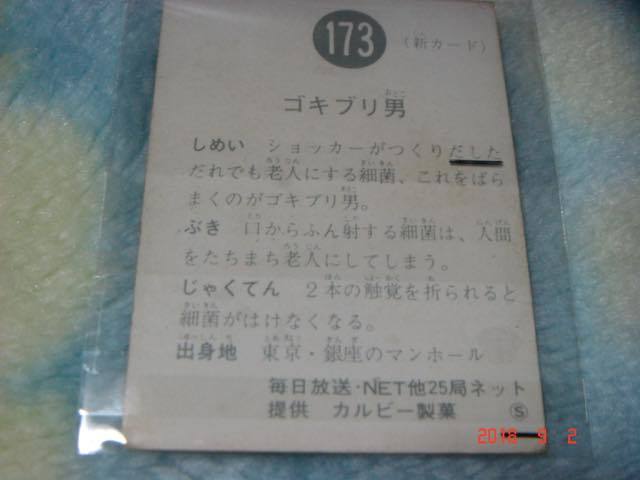 173
（新カード）
ゴキブリ男
しめい ショッカーがつくりだした
だれでも老人にする細菌、これをばら
まくのがゴキブリ男。
ぶき 口からふん射する細菌は、人間
をたちまち老人にしてしまう。
じゃくてん 2本の触覚を折られると
細菌がはけなくなる。
出身地 東京・銀座のマンホール
毎日放送・NET他25局ネット
提供 カルビー製菓 Ⓢ
2018 9 2